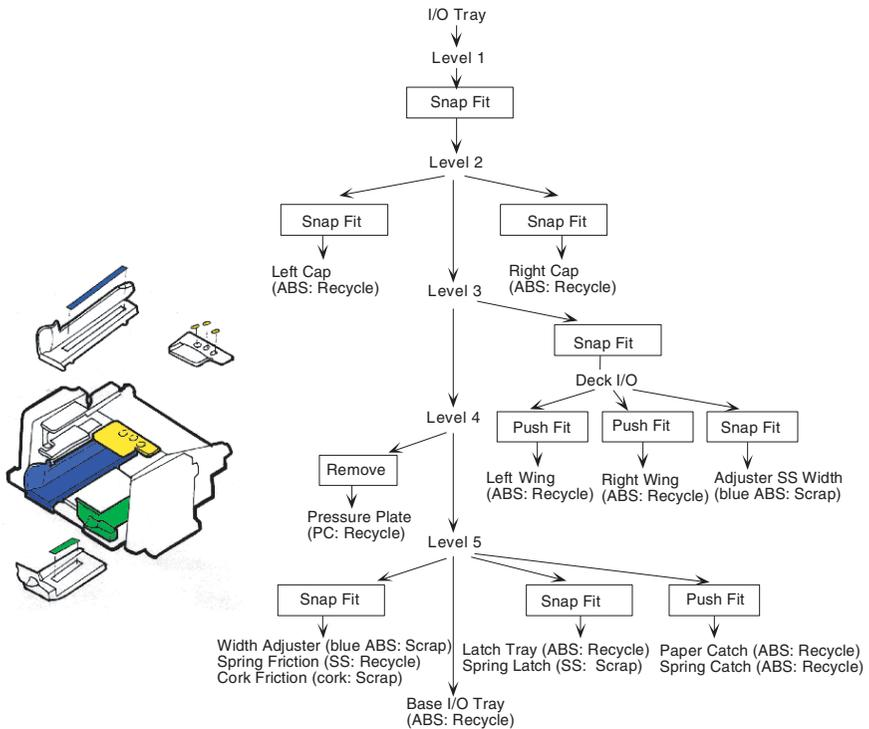 I/O Tray
Level 1
Snap Fit
Level 2
Snap Fit
Snap Fit
Left Cap
(ABS: Recycle)
Right Cap
(ABS: Recycle)
Level 3
Snap Fit
Deck I/O
Level 4
Push Fit
Push Fit
Snap Fit
Remove
Left Wing
(ABS: Recycle)
Right Wing
(ABS: Recycle)
Adjuster SS Width
(blue ABS: Scrap)
Pressure Plate
(PC: Recycle)
Level 5
Snap Fit
Snap Fit
Push Fit
Width Adjuster (blue ABS: Scrap)
Spring Friction (SS: Recycle)
Cork Friction (cork: Scrap)
Latch Tray (ABS: Recycle)
Spring Latch (SS: Scrap)
Paper Catch (ABS: Recycle)
Spring Catch (ABS: Recycle)
Base I/O Tray
(ABS: Recycle)